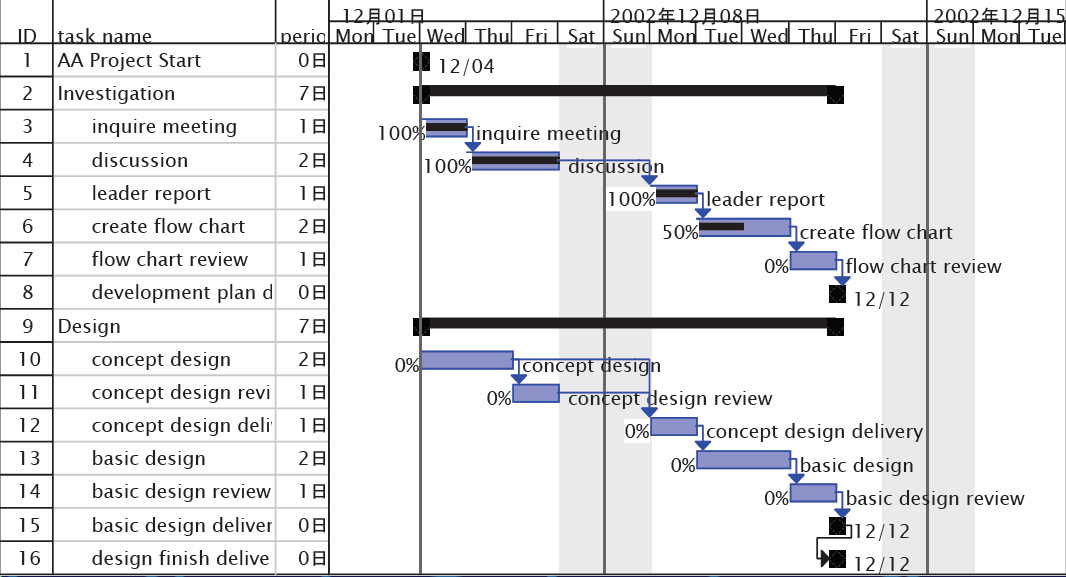 12月01日 2002年12月08日 2002年12月15
ID task name perio Mon Tue Wed Thu Fri Sat Sun Mon Tue Wed Thu Fri Sat Sun Mon Tue
1 AA Project Start 0日 12/04
2 Investigation 7日
3 inquire meeting 1日 100% inquire meeting
4 discussion 2日 100% discussion
5 leader report 1日 100% leader report
6 create flow chart 2日 50% create flow chart
7 flow chart review 1日 0% flow chart review
8 development plan d 0日 12/12
9 Design 7日
10 concept design 2日 0% concept design
11 concept design revi 1日 0% concept design review
12 concept design deli 1日 0% concept design delivery
13 basic design 2日 0% basic design
14 basic design review 1日 0% basic design review
15 basic design deliver 0日 12/12
16 design finish delive 0日 12/12